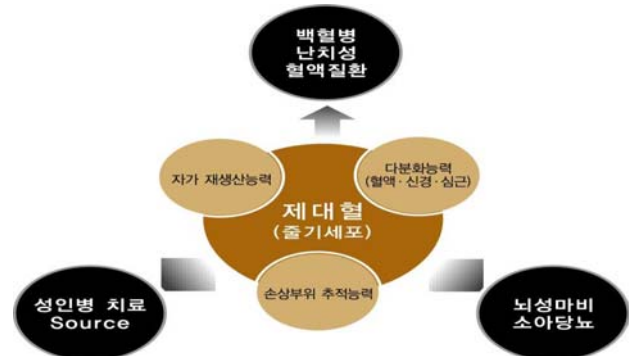 백혈병
난치성
혈액질환
자가 재생산능력
다분화능력
(혈액·신경·심근)
제대혈
(줄기세포)
손상부위 추적능력
성인병 치료
Source
뇌성마비
소아당뇨